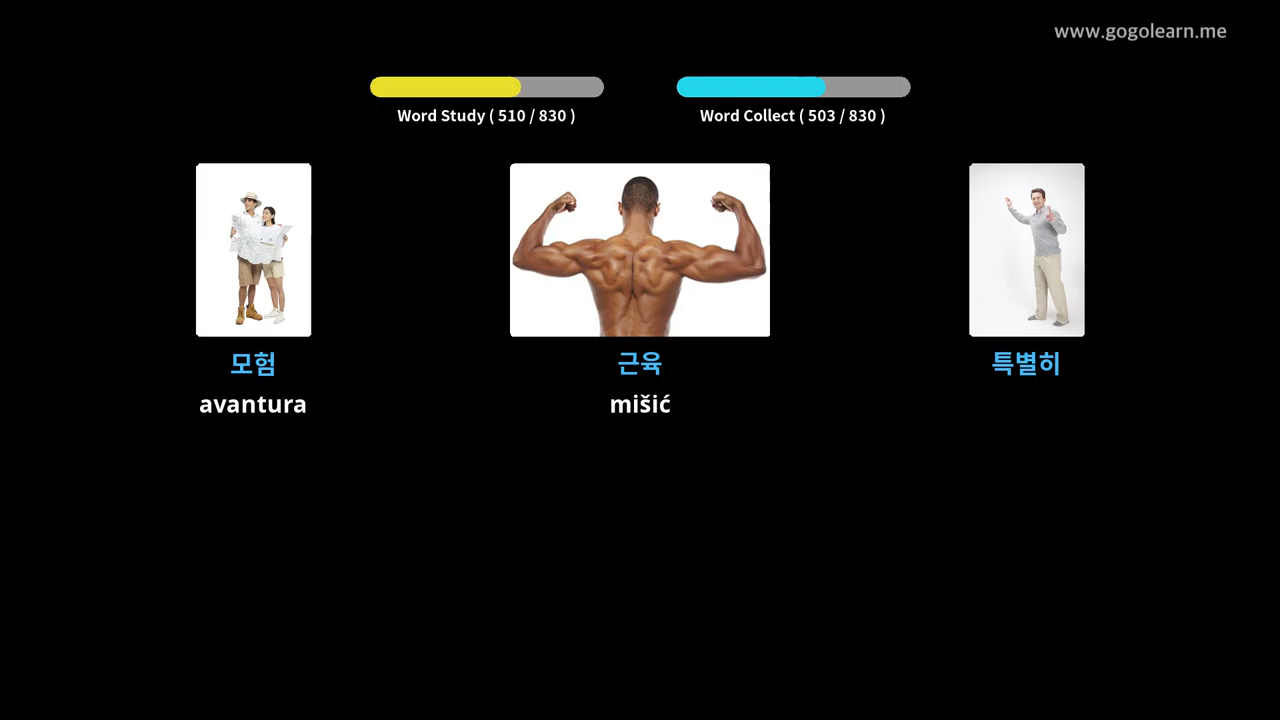 www.gogolearn.me
Word Study ( 510 / 830 )
Word Collect ( 503 / 830 )
모험
avantura
근육
mišić
특별히